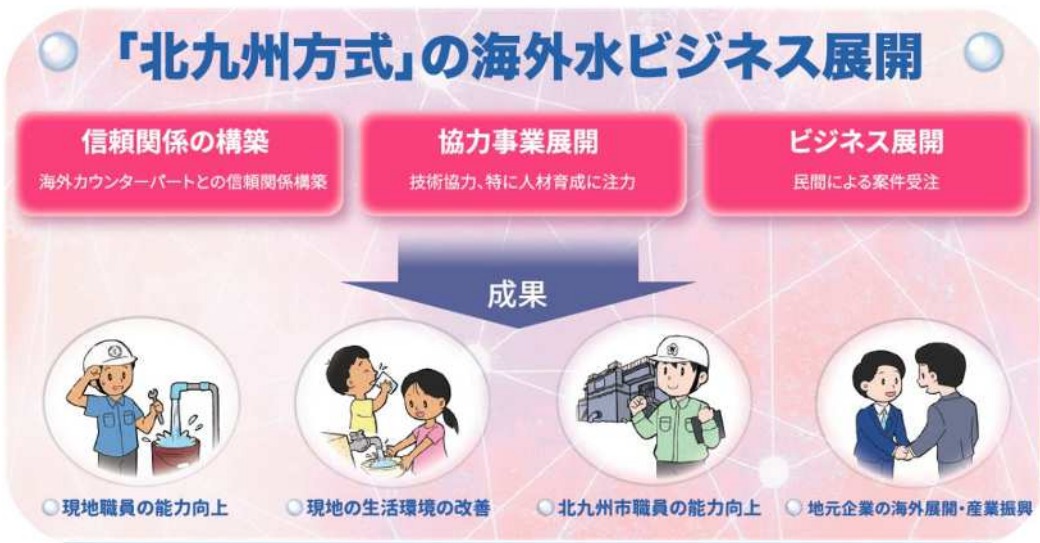 「北九州方式」の海外水ビジネス展開
信頼関係の構築
海外カウンターパートとの信頼関係構築
協力事業展開
技術協力、特に人材育成に注力
ビジネス展開
民間による案件受注
成果
現地職員の能力向上
現地の生活環境の改善
北九州市職員の能力向上
地元企業の海外展開・産業振興